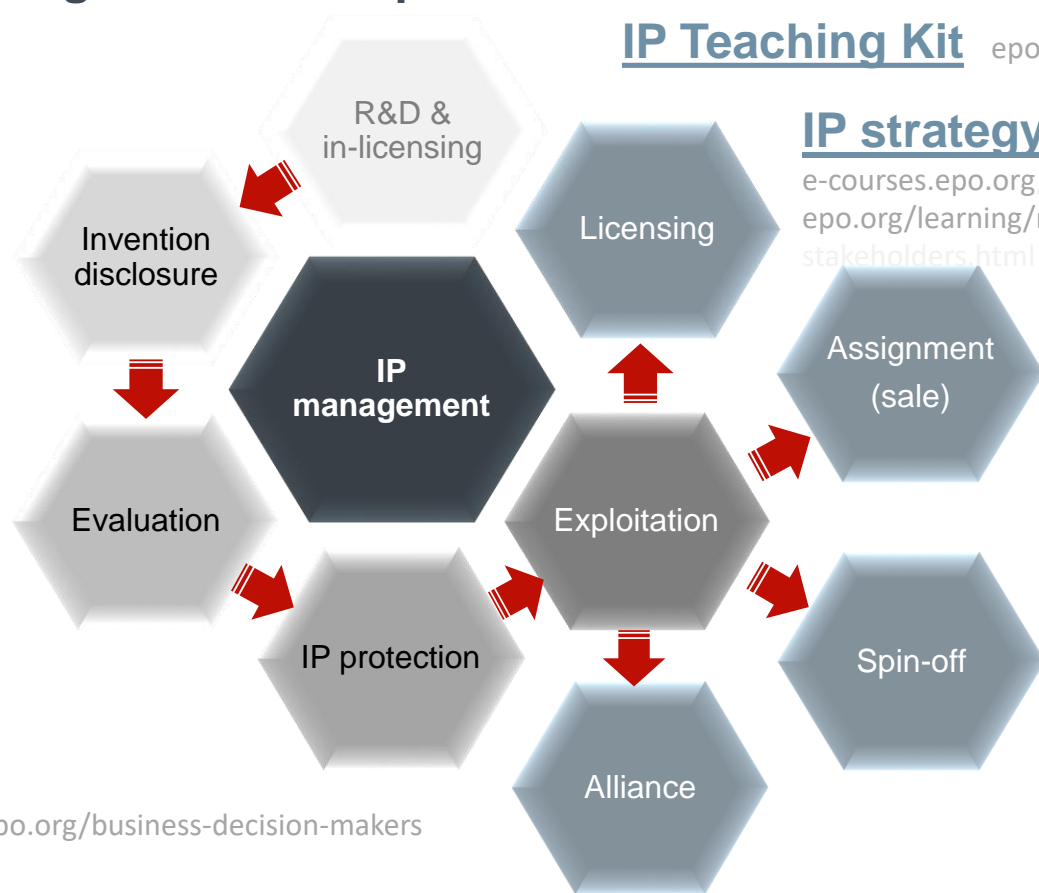 IP Teaching Kit epo
IP strategy
e-courses.epo.org
epo.org/learning/
stakeholders.html
R&D &
in-licensing
Invention
disclosure
Licensing
IP
management
Assignment
(sale)
Evaluation
Exploitation
IP protection
Spin-off
Alliance
po.org/business-decision-makers